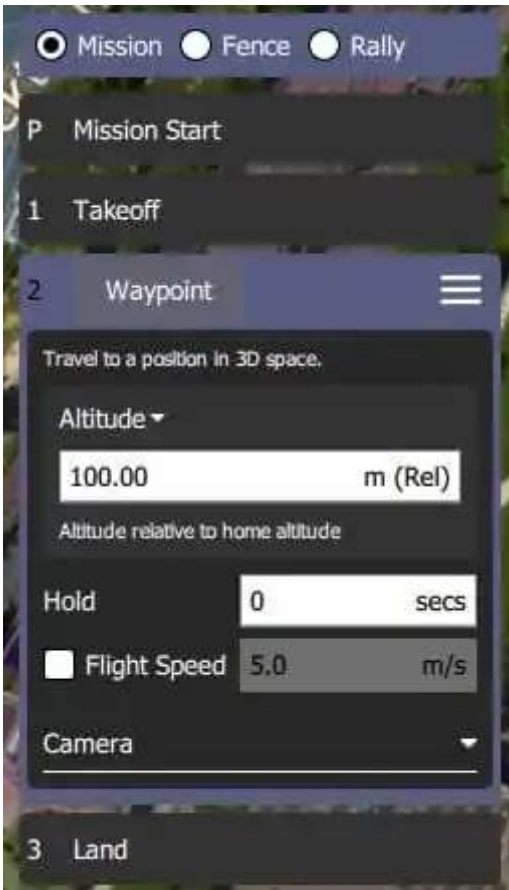 Mission Fence Rally
P Mission Start
1 Takeoff
2 Waypoint
Travel to a position in 3D space.
Altitude
100.00 m (Rel)
Altitude relative to home altitude
Hold 0 secs
Flight Speed 5.0 m/s
Camera
3 Land